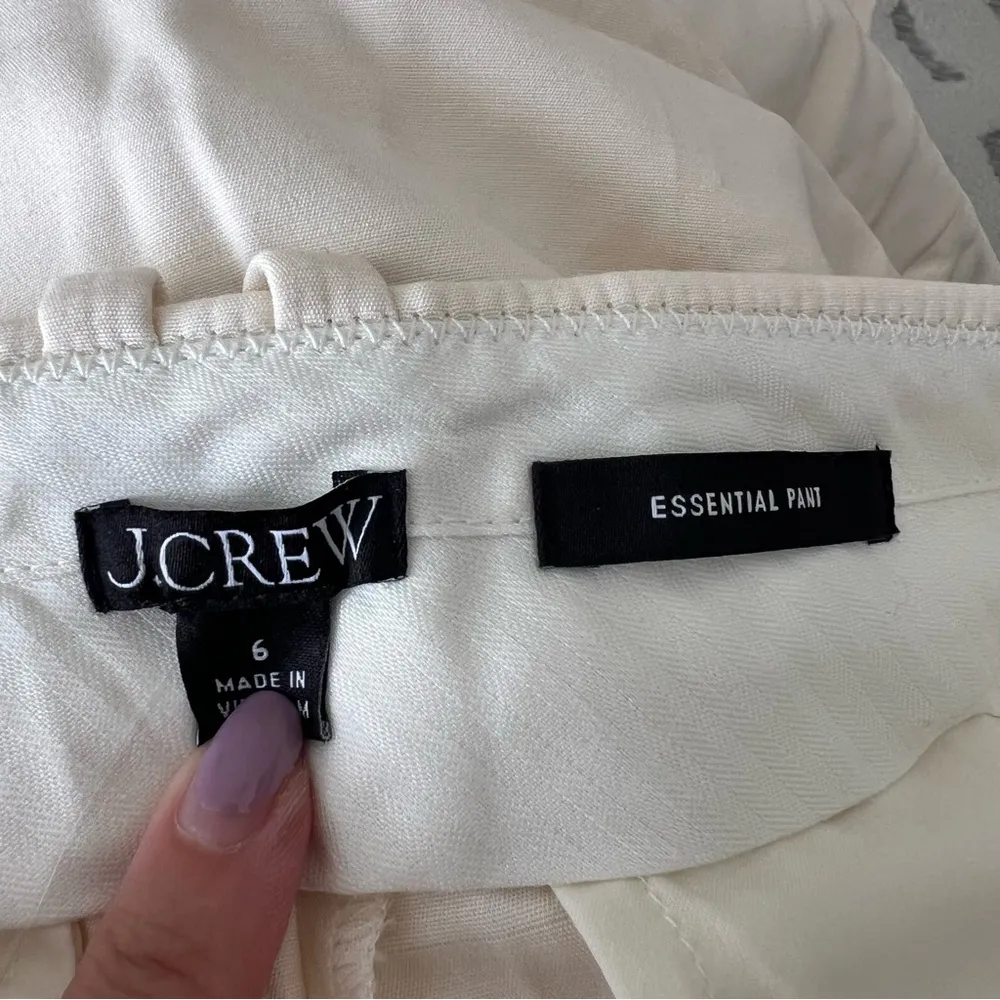 J.CREW
6
MADE IN
ESSENTIAL PANT